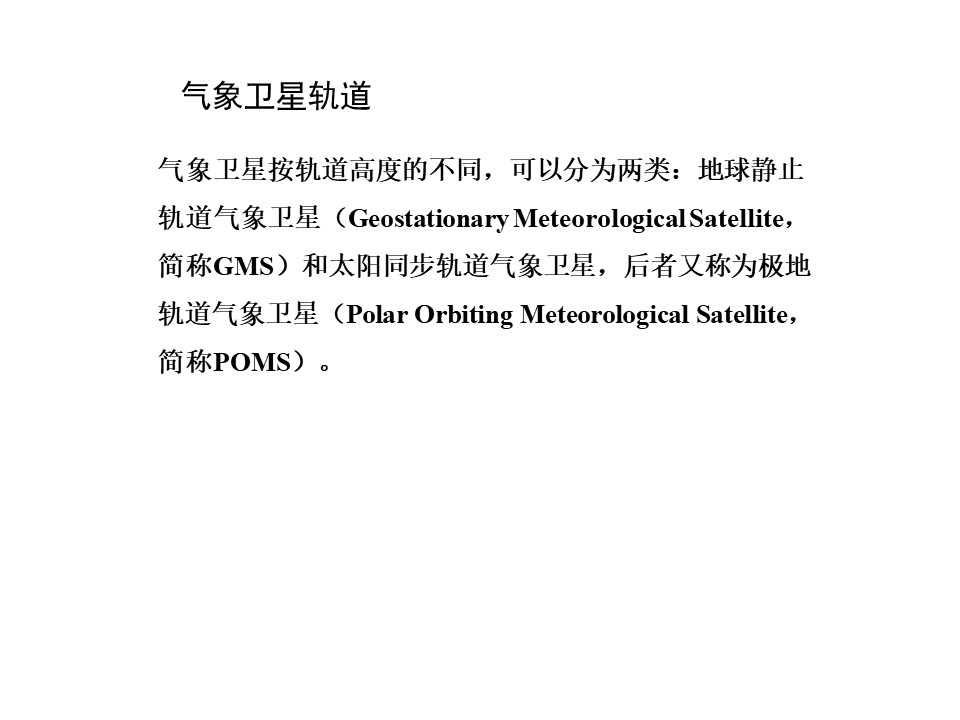 气象卫星轨道
气象卫星按轨道高度的不同，可以分为两类：地球静止
轨道气象卫星（Geostationary Meteorological Satellite，
简称GMS）和太阳同步轨道气象卫星，后者又称为极地
轨道气象卫星（Polar Orbiting Meteorological Satellite，
简称POMS）。